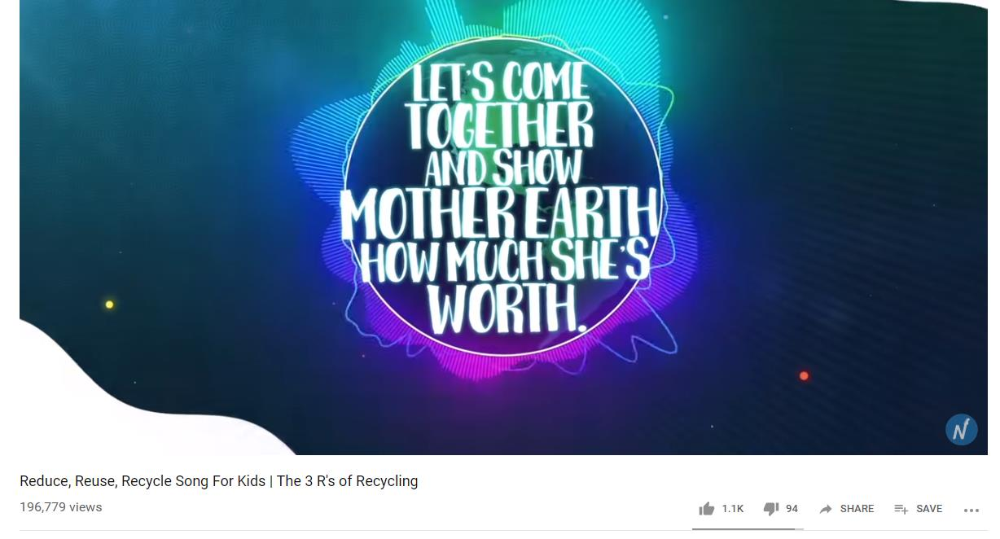 LET'S COME
TOGETHER
AND SHOW
MOTHER EARTH
HOW MUCH SHE'S
WORTH.
N
Reduce, Reuse, Recycle Song For Kids | The 3 R's of Recycling
196,779 views
1.1K 94 SHARE SAVE